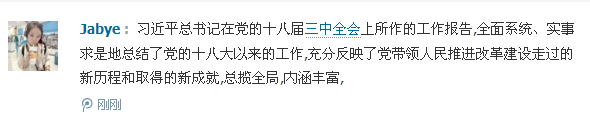 Jabye：习近平总书记在党的十八届三中全会上所作的工作报告,全面系统、实事
求是地总结了党的十八大以来的工作,充分反映了党带领人民推进改革建设走过的
新历程和取得的新成就,总揽全局,内涵丰富,
刚刚